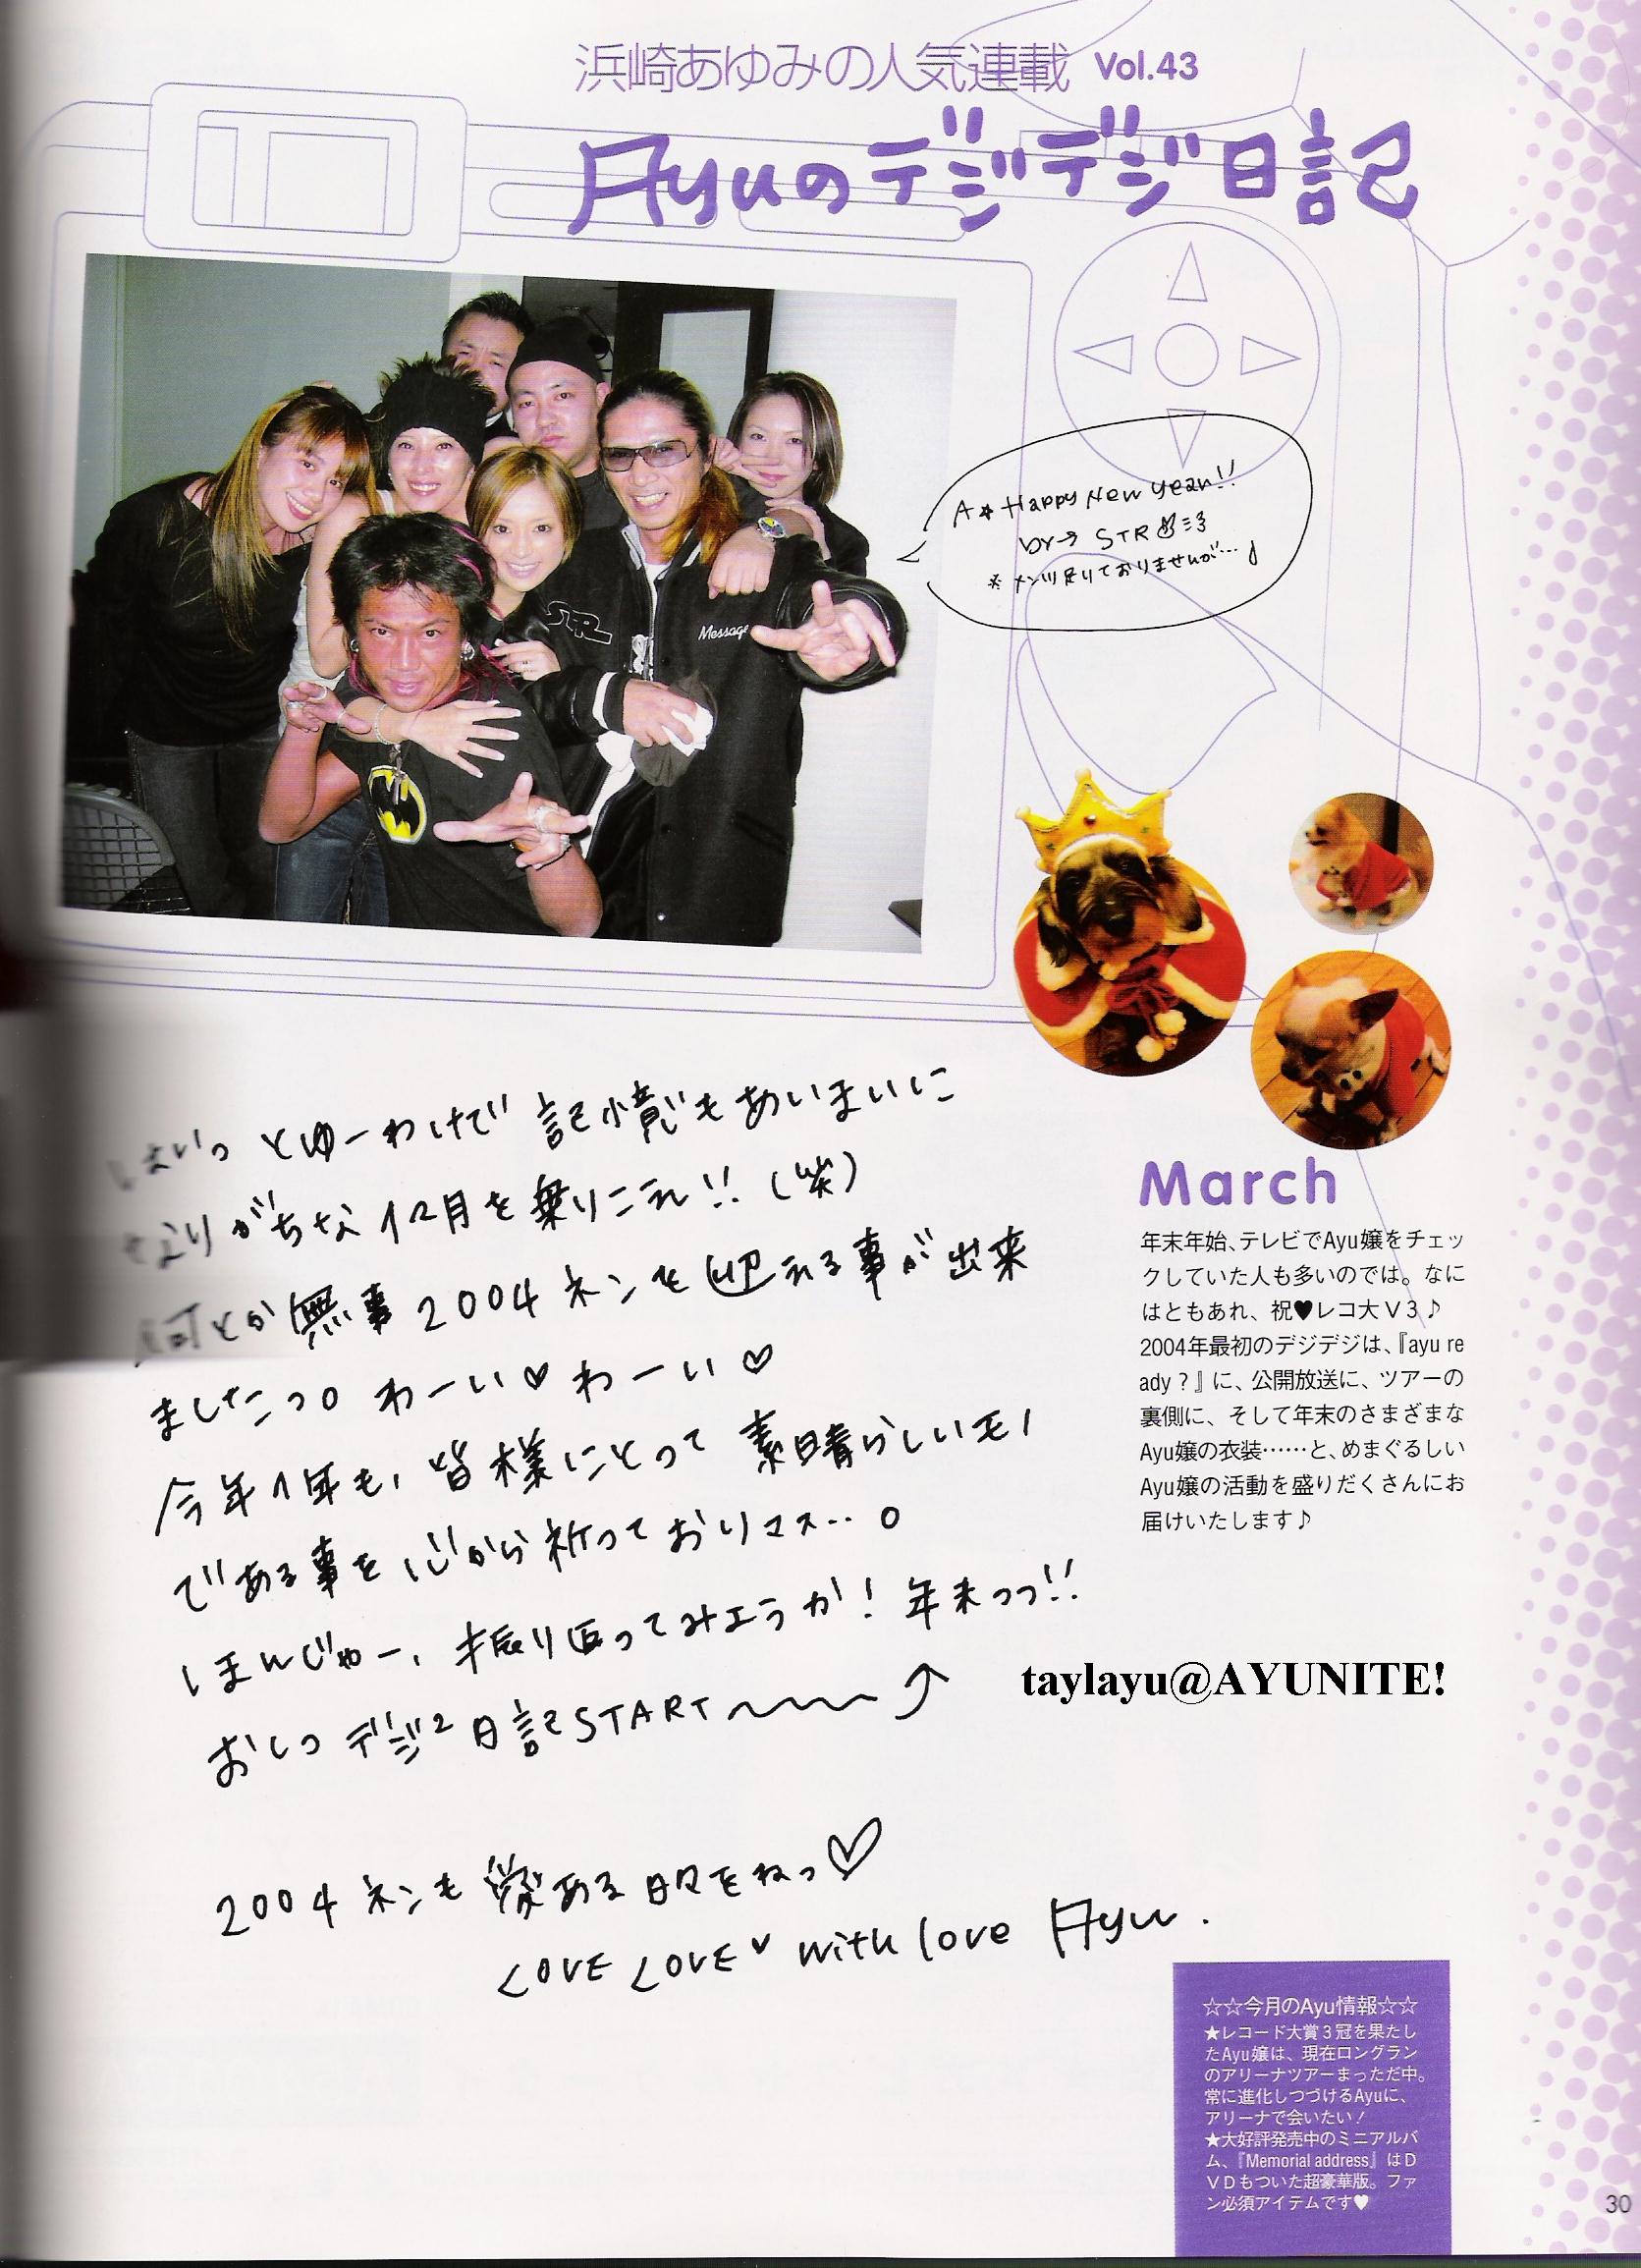 浜崎あゆみの人気連載 Vol.43
Ayuのデジデジ日記
A★Happy New Year!!
by→ STR
※メンツ足りておりませんが…♪
STR
Message
はいっ とゆーわけで 記憶もあいまいに
なりがちな 12月を乗りこえ!!(笑)
何とか無事2004ネンを迎える事が出来
ましたっ。わーい♡わーい♡
今年1年も、皆様にとって素晴らしいモノ
である事を心から祈っておりマス…。
ほんじゃー、振り返ってみようか!年末っっ!!
おしっ デジ2日記START〜〜〜⤴
taylayu@AYUNITE!
2004ネンも愛ある日々をねっ♡
LOVE LOVE♥ with love Ayu.
March
年末年始、テレビでAyu嬢をチェッ
クしていた人も多いのでは。なに
はともあれ、祝♥レコ大V3♪
2004年最初のデジデジは、『ayu re
ady?』に、公開放送に、ツアーの
裏側に、そして年末のさまざまな
Ayu嬢の衣装……と、めまぐるしい
Ayu嬢の活動を盛りだくさんにお
届けいたします♪
☆☆今月のAyu情報☆☆
★レコード大賞3冠を果たし
たAyu嬢は、現在ロングラン
のアリーナツアーまっただ中。
常に進化しつづけるAyuに、
アリーナで会いたい!
★大好評発売中のミニアルバ
ム、『Memorial address』はD
VDもついた超豪華版。ファ
ン必須アイテムです♥
30